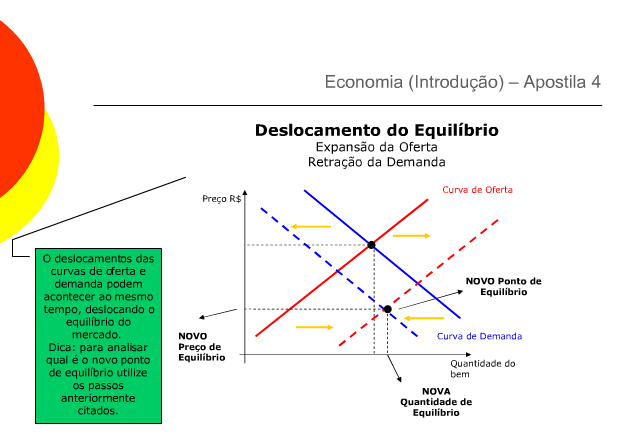 Economia (Introdução) – Apostila 4
Deslocamento do Equilíbrio
Expansão da Oferta
Retração da Demanda
Preço R$
Curva de Oferta
O deslocamentos das
curvas de oferta e
demanda podem
acontecer ao mesmo
tempo, deslocando o
equilíbrio do
mercado.
Dica: para analisar
qual é o novo ponto
de equilíbrio utilize
os passos
anteriormente
citados.
NOVO Ponto de
Equilíbrio
NOVO
Preço de
Equilíbrio
Curva de Demanda
Quantidade do
bem
NOVA
Quantidade de
Equilíbrio